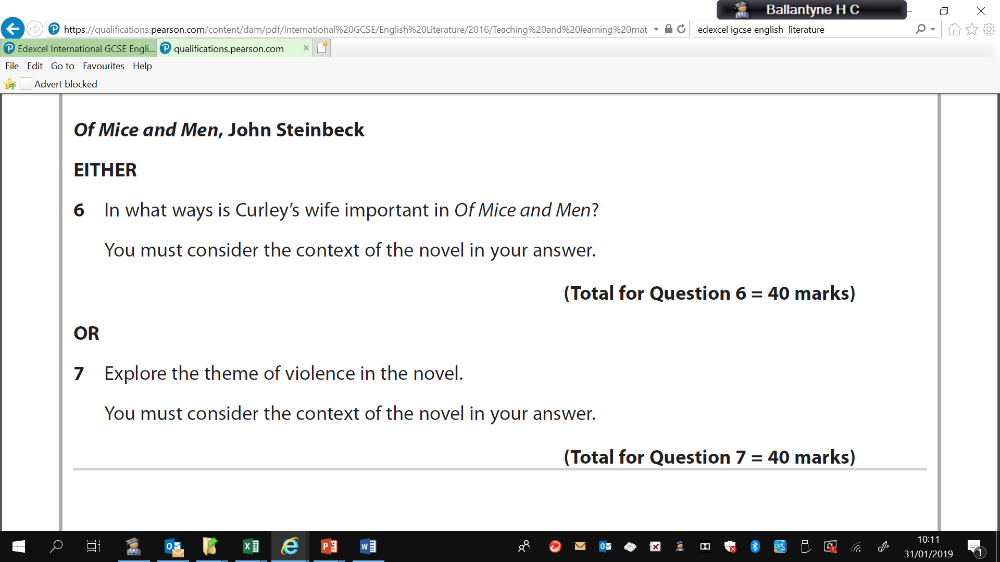 Ballantyne H C
https://qualifications.pearson.com/content/dam/pdf/International%20GCSE/English%20Literature/2016/Teaching%20and%20learning%20mat
edexcel igcse english literature
Edexcel International GCSE Engli...
qualifications.pearson.com
File Edit Go to Favourites Help
Advert blocked
Of Mice and Men, John Steinbeck
EITHER
6 In what ways is Curley’s wife important in Of Mice and Men?
You must consider the context of the novel in your answer.
(Total for Question 6 = 40 marks)
OR
7 Explore the theme of violence in the novel.
You must consider the context of the novel in your answer.
(Total for Question 7 = 40 marks)
10:11
31/01/2019
1